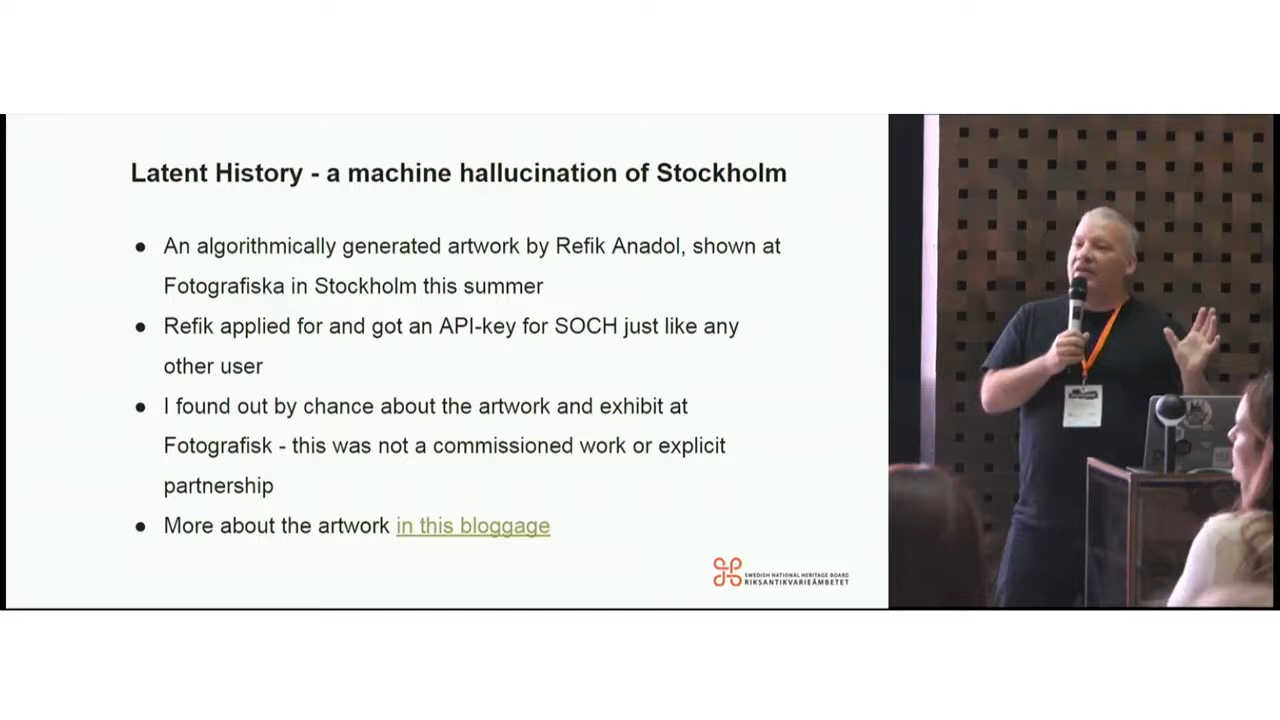 Latent History - a machine hallucination of Stockholm
● An algorithmically generated artwork by Refik Anadol, shown at
Fotografiska in Stockholm this summer
● Refik applied for and got an API-key for SOCH just like any
other user
● I found out by chance about the artwork and exhibit at
Fotografisk - this was not a commissioned work or explicit
partnership
● More about the artwork in this bloggage
SWEDISH NATIONAL HERITAGE BOARD
RIKSANTIKVARIEÄMBETET